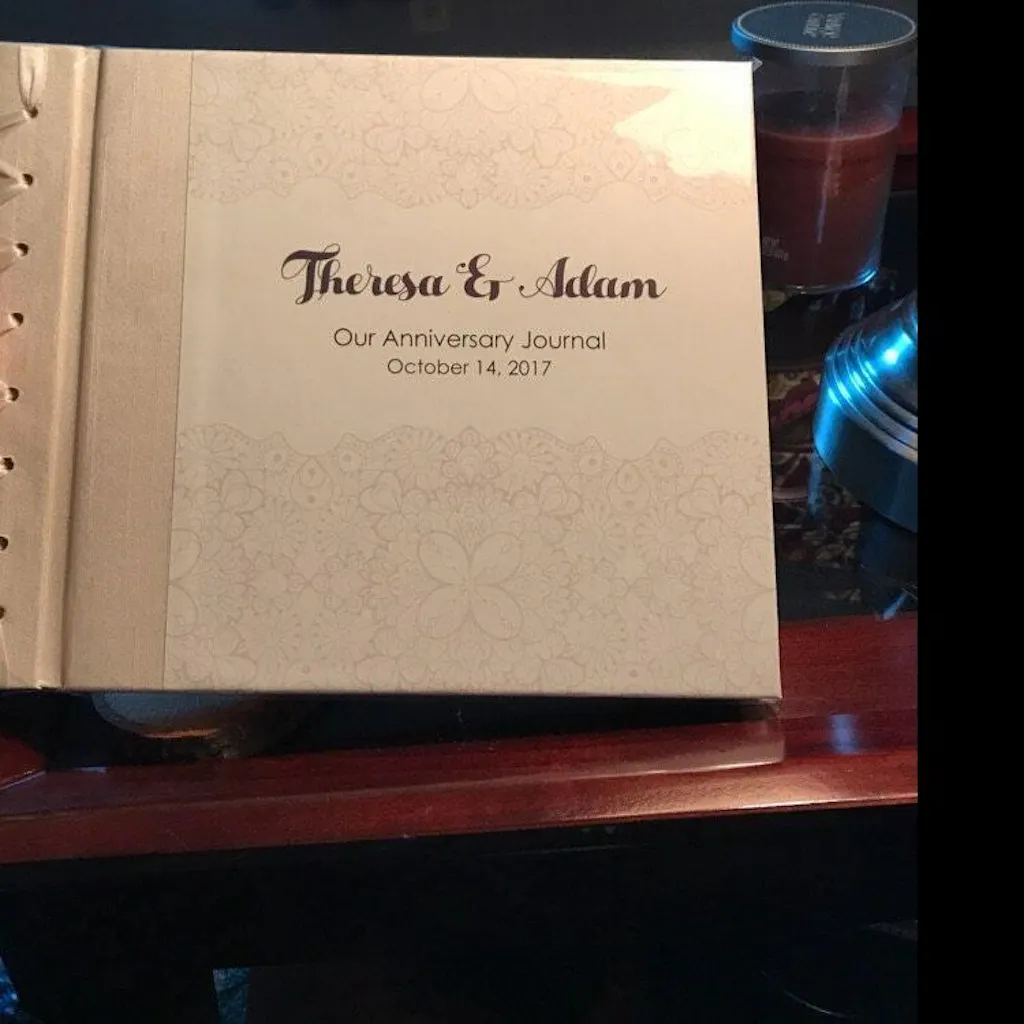 Theresa & Adam
Our Anniversary Journal
October 14, 2017